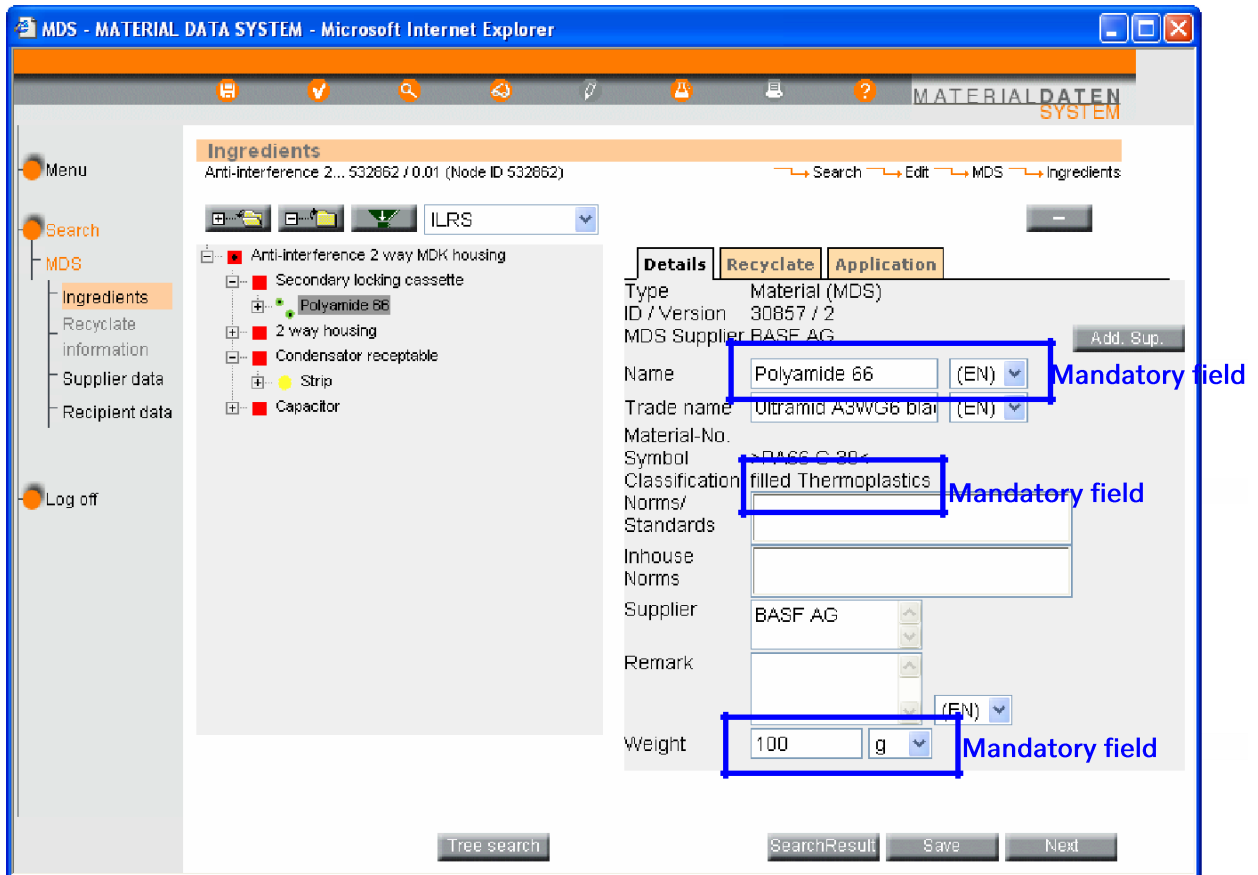 MDS - MATERIAL DATA SYSTEM - Microsoft Internet Explorer
MATERIALDATEN
SYSTEM
Menu
Search
MDS
Ingredients
Recyclate
information
Supplier data
Recipient data
Log off
Ingredients
Anti-interference 2... 532862 / 0.01 (Node ID 532862)
Search Edit MDS Ingredients
ILRS
Anti-interference 2 way MDK housing
Secondary locking cassette
Polyamide 66
2 way housing
Condensator receptable
Strip
Capacitor
Details Recyclate Application
Type Material (MDS)
ID / Version 30857 / 2
MDS Supplier BASF AG
Add. Sup.
Name Polyamide 66 (EN) Mandatory field
Trade name Ultramid A3WG6 blac (EN)
Material-No.
Symbol >PA66 G 30<
Classification filled Thermoplastics Mandatory field
Norms/
Standards
Inhouse
Norms
Supplier BASF AG
Remark
(EN)
Weight 100 g Mandatory field
Tree search SearchResult Save Next